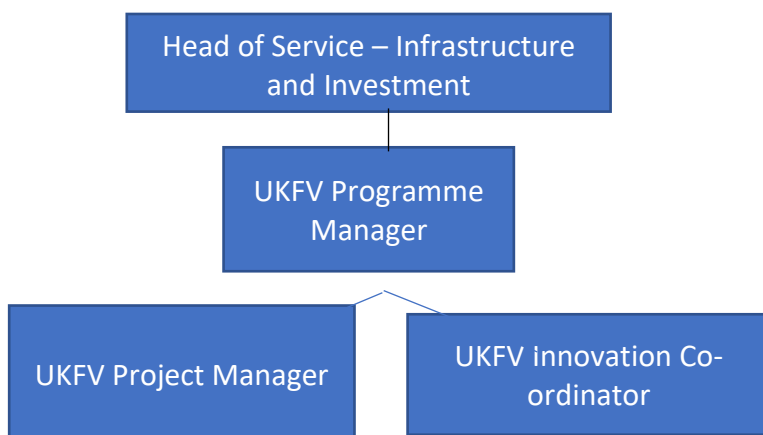 Head of Service – Infrastructure
and Investment
UKFV Programme
Manager
UKFV Project Manager
UKFV Innovation Co-
ordinator